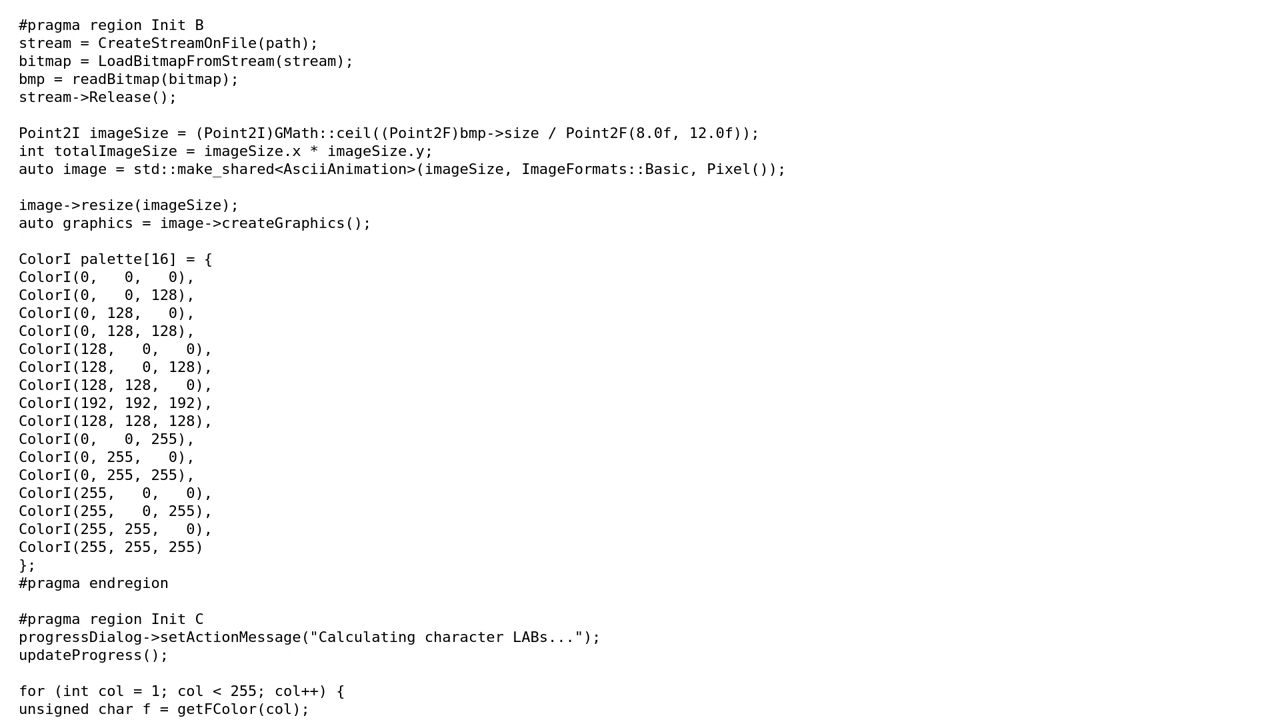 #pragma region Init B
stream = CreateStreamOnFile(path);
bitmap = LoadBitmapFromStream(stream);
bmp = readBitmap(bitmap);
stream->Release();

Point2I imageSize = (Point2I)GMath::ceil((Point2F)bmp->size / Point2F(8.0f, 12.0f));
int totalImageSize = imageSize.x * imageSize.y;
auto image = std::make_shared<AsciiAnimation>(imageSize, ImageFormats::Basic, Pixel());

image->resize(imageSize);
auto graphics = image->createGraphics();

ColorI palette[16] = {
ColorI(0,   0,   0),
ColorI(0,   0, 128),
ColorI(0, 128,   0),
ColorI(0, 128, 128),
ColorI(128,   0,   0),
ColorI(128,   0, 128),
ColorI(128, 128,   0),
ColorI(192, 192, 192),
ColorI(128, 128, 128),
ColorI(0,   0, 255),
ColorI(0, 255,   0),
ColorI(0, 255, 255),
ColorI(255,   0,   0),
ColorI(255,   0, 255),
ColorI(255, 255,   0),
ColorI(255, 255, 255)
};
#pragma endregion

#pragma region Init C
progressDialog->setActionMessage("Calculating character LABs...");
updateProgress();

for (int col = 1; col < 255; col++) {
unsigned char f = getFColor(col);